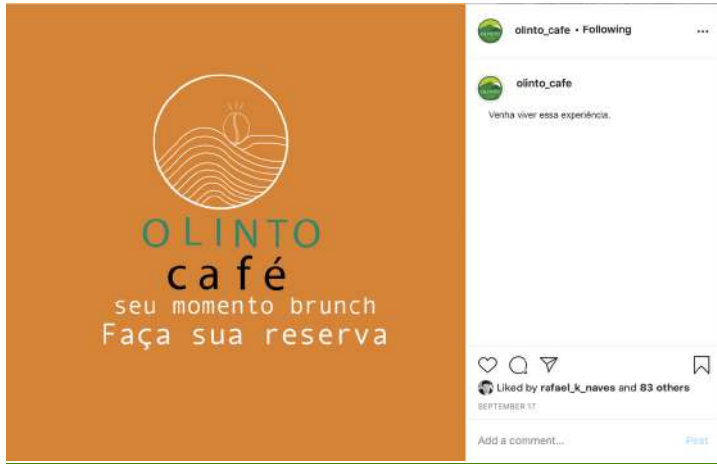 OLINTO
café
seu momento brunch
Faça sua reserva
olinto_cafe • Following
olinto_cafe
Venha viver essa experiência.
Liked by rafael_k_naves and 83 others
SEPTEMBER 17
Add a comment...
Post